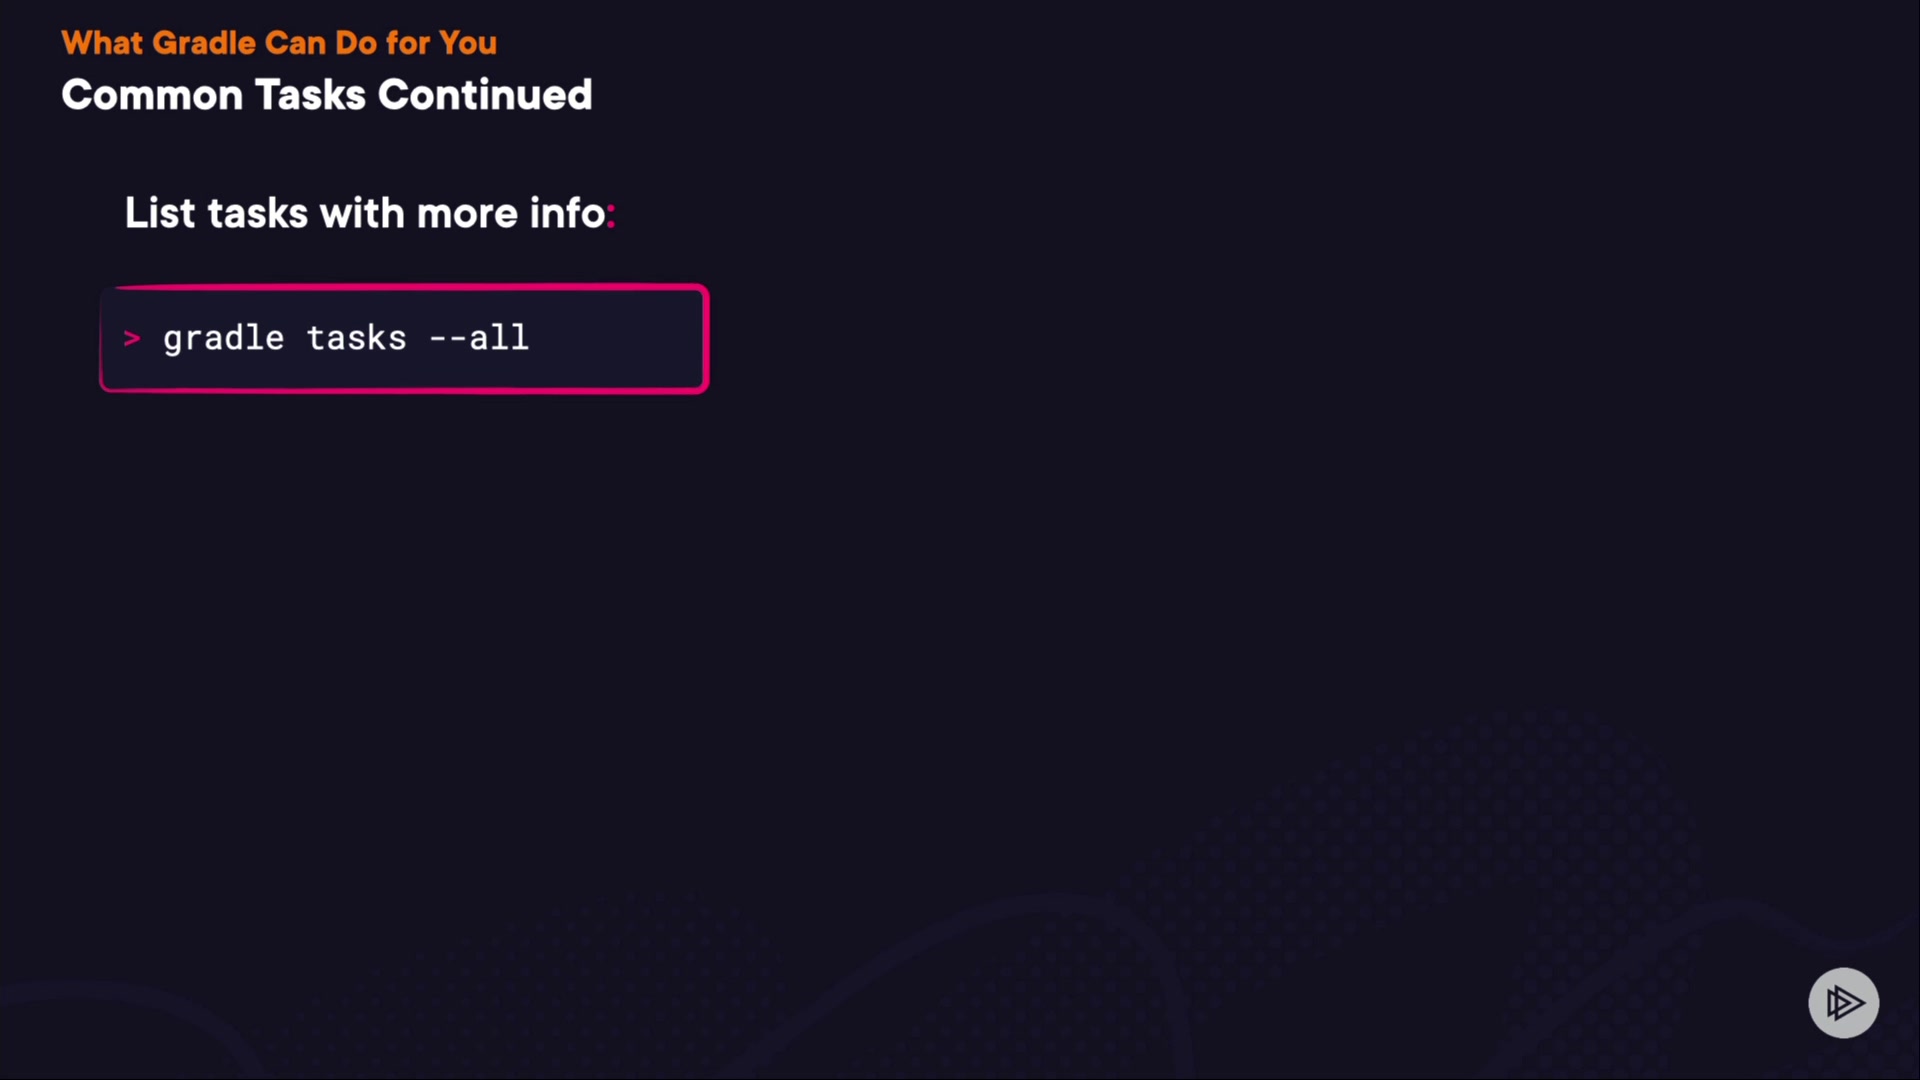 What Gradle Can Do for You
Common Tasks Continued
List tasks with more info:
> gradle tasks --all